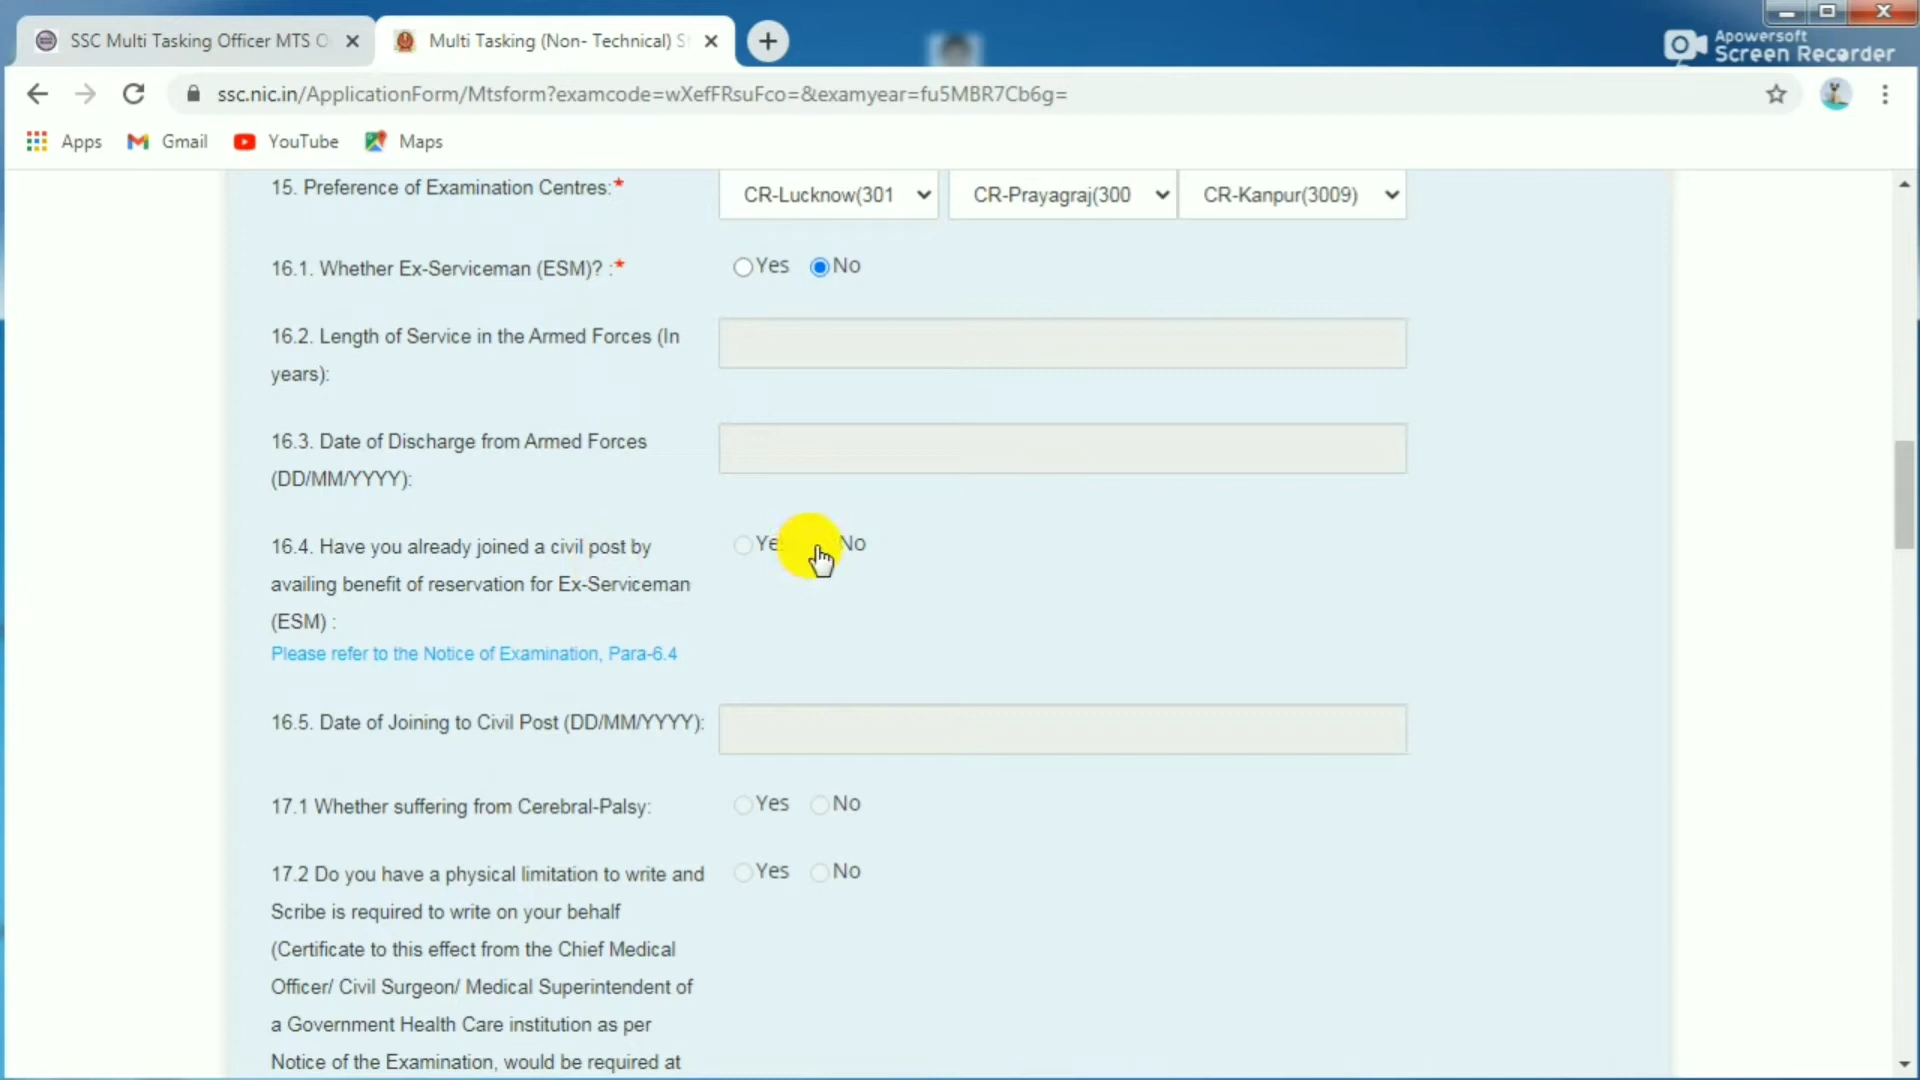 SSC Multi Tasking Officer MTS O
Multi Tasking (Non- Technical) S
Apowersoft
Screen Recorder
ssc.nic.in/ApplicationForm/Mtsform?examcode=wXefFRsuFco=&examyear=fu5MBR7Cb6g=
Apps Gmail YouTube Maps
15. Preference of Examination Centres:* CR-Lucknow(301 CR-Prayagraj(300 CR-Kanpur(3009)
16.1. Whether Ex-Serviceman (ESM)? :* Yes No
16.2. Length of Service in the Armed Forces (In
years):
16.3. Date of Discharge from Armed Forces
(DD/MM/YYYY):
16.4. Have you already joined a civil post by No
availing benefit of reservation for Ex-Serviceman
(ESM) :
Please refer to the Notice of Examination, Para-6.4
16.5. Date of Joining to Civil Post (DD/MM/YYYY):
17.1 Whether suffering from Cerebral-Palsy: Yes No
17.2 Do you have a physical limitation to write and Yes No
Scribe is required to write on your behalf
(Certificate to this effect from the Chief Medical
Officer/ Civil Surgeon/ Medical Superintendent of
a Government Health Care institution as per
Notice of the Examination, would be required at